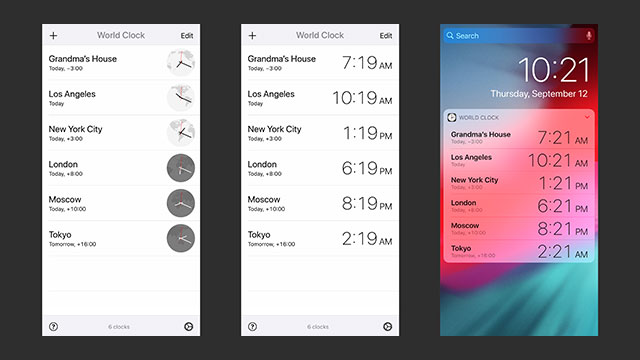 + World Clock Edit
Grandma's House
Today, −3:00
Los Angeles
Today
New York City
Today, +3:00
London
Today, +8:00
Moscow
Today, +10:00
Tokyo
Tomorrow, +16:00
? 6 clocks
+ World Clock Edit
Grandma's House 7:19 AM
Today, −3:00
Los Angeles 10:19 AM
Today
New York City 1:19 PM
Today, +3:00
London 6:19 PM
Today, +8:00
Moscow 8:19 PM
Today, +10:00
Tokyo 2:19 AM
Tomorrow, +16:00
? 6 clocks
Search
10:21
Thursday, September 12
WORLD CLOCK
Grandma's House 7:21 AM
Today, −3:00
Los Angeles 10:21 AM
Today
New York City 1:21 PM
Today, +3:00
London 6:21 PM
Today, +8:00
Moscow 8:21 PM
Today, +10:00
Tokyo 2:21 AM
Tomorrow, +16:00